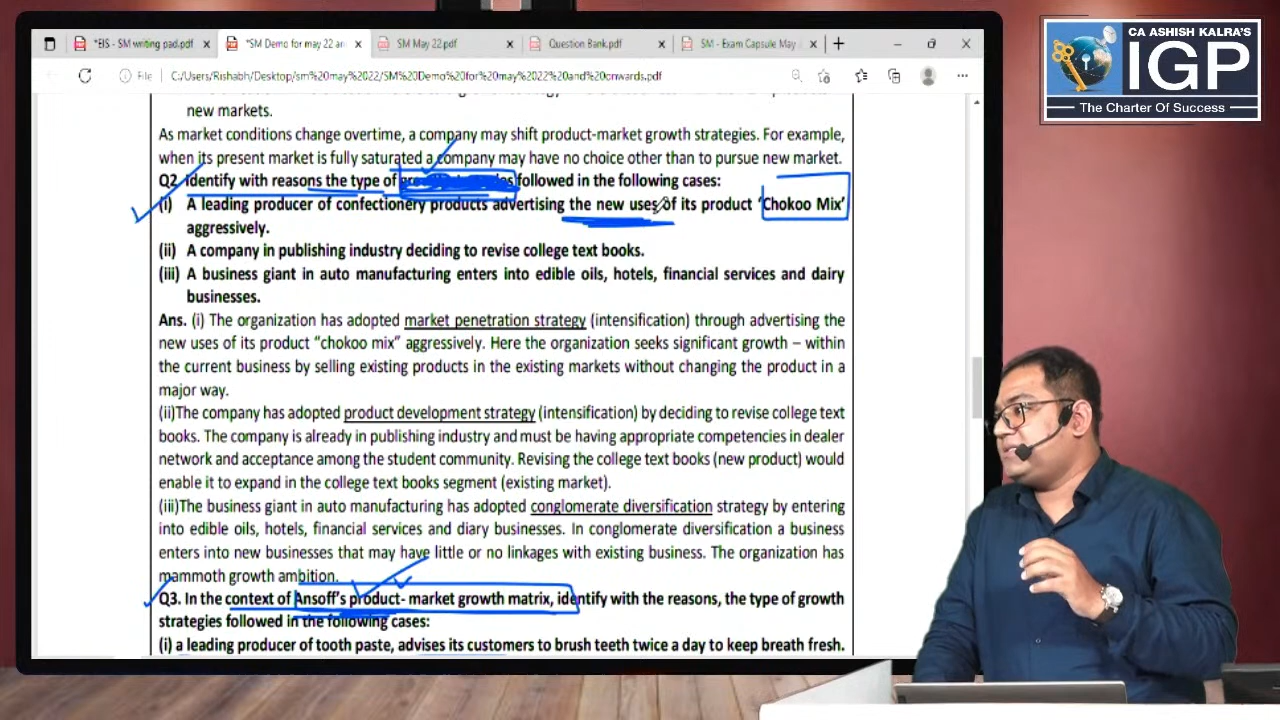 *EIS - SM writing pad.pdf
*SM Demo for may 22 an
SM May 22.pdf
Question Bank.pdf
SM - Exam Capsule May
File
C:/Users/Rishabh/Desktop/sm%20may%2022/SM%20Demo%20for%20may%2022%20and%20onwards.pdf
CA ASHISH KALRA'S
IGP
The Charter Of Success
new markets.
As market conditions change overtime, a company may shift product-market growth strategies. For example,
when its present market is fully saturated a company may have no choice other than to pursue new market.
Q2. Identify with reasons the type of followed in the following cases:
(i) A leading producer of confectionery products advertising the new uses of its product 'Chokoo Mix'
aggressively.
(ii) A company in publishing industry deciding to revise college text books.
(iii) A business giant in auto manufacturing enters into edible oils, hotels, financial services and dairy
businesses.
Ans. (i) The organization has adopted market penetration strategy (intensification) through advertising the
new uses of its product "chokoo mix" aggressively. Here the organization seeks significant growth – within
the current business by selling existing products in the existing markets without changing the product in a
major way.
(ii)The company has adopted product development strategy (intensification) by deciding to revise college text
books. The company is already in publishing industry and must be having appropriate competencies in dealer
network and acceptance among the student community. Revising the college text books (new product) would
enable it to expand in the college text books segment (existing market).
(iii)The business giant in auto manufacturing has adopted conglomerate diversification strategy by entering
into edible oils, hotels, financial services and diary businesses. In conglomerate diversification a business
enters into new businesses that may have little or no linkages with existing business. The organization has
mammoth growth ambition.
Q3. In the context of Ansoff's product- market growth matrix, identify with the reasons, the type of growth
strategies followed in the following cases:
(i) a leading producer of tooth paste, advises its customers to brush teeth twice a day to keep breath fresh.